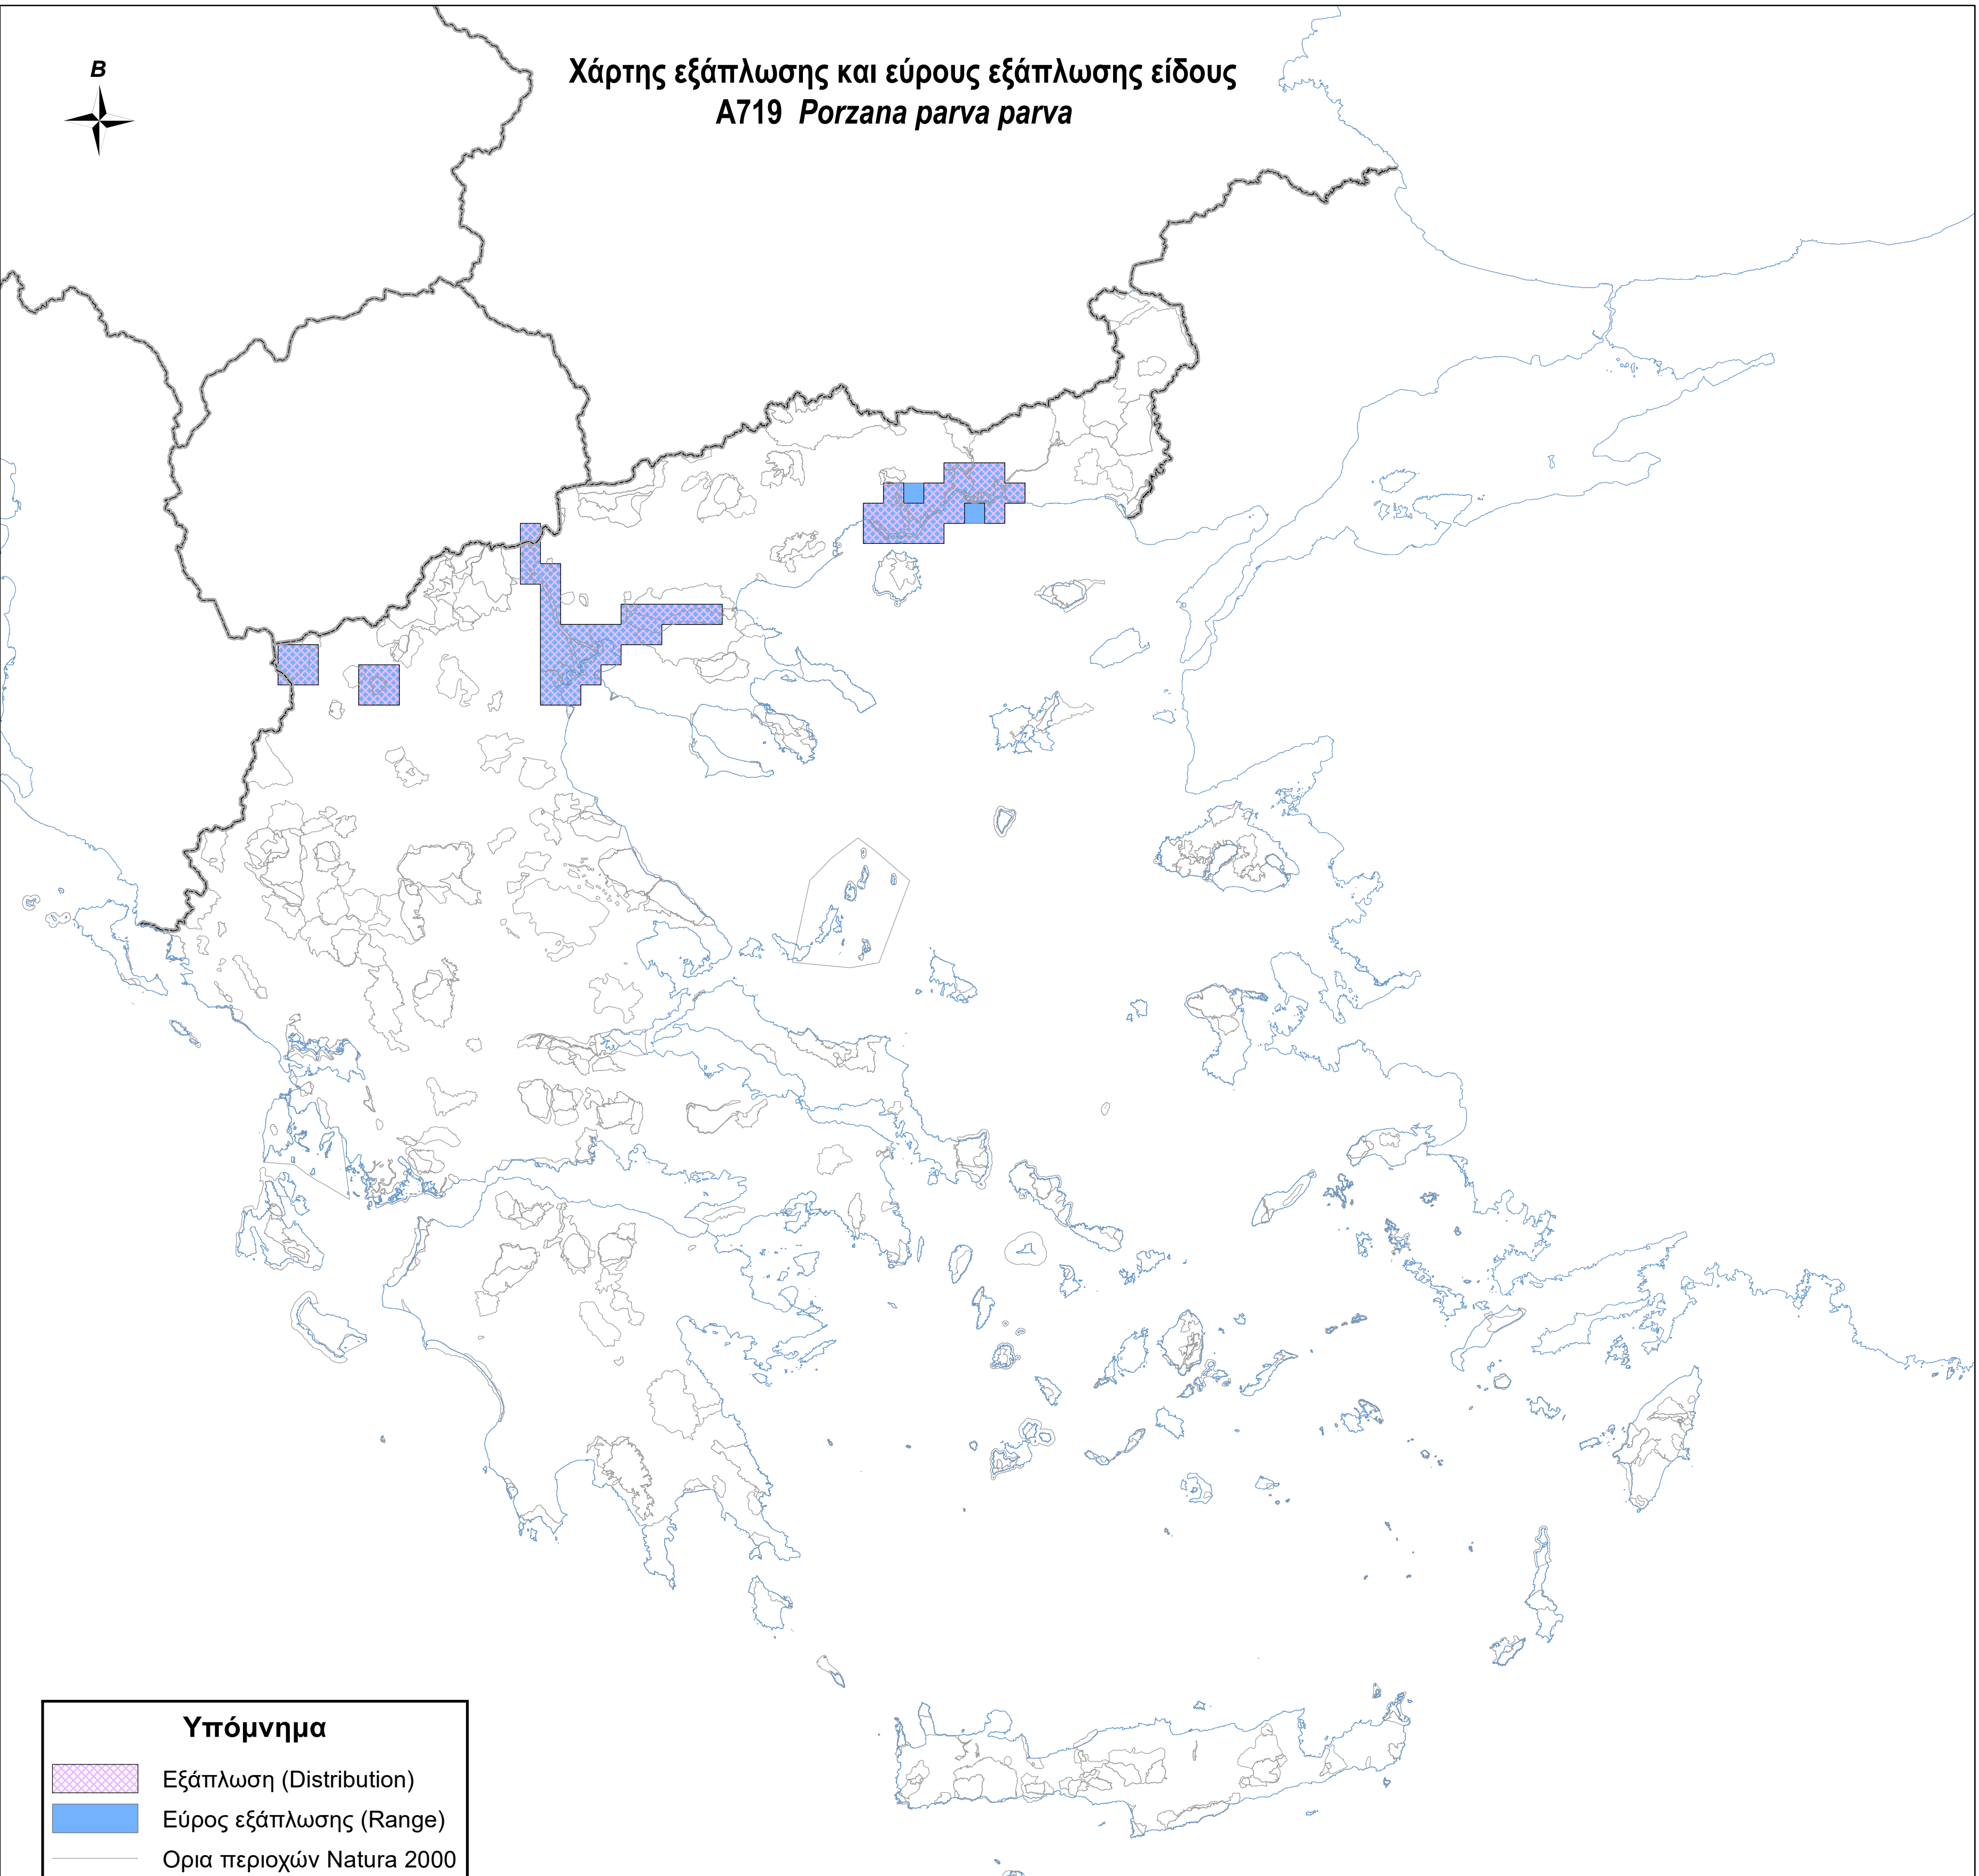 Β
Χάρτης εξάπλωσης και εύρους εξάπλωσης είδους
A719 Porzana parva parva
Υπόμνημα
Εξάπλωση (Distribution)
Εύρος εξάπλωσης (Range)
Ορια περιοχών Natura 2000